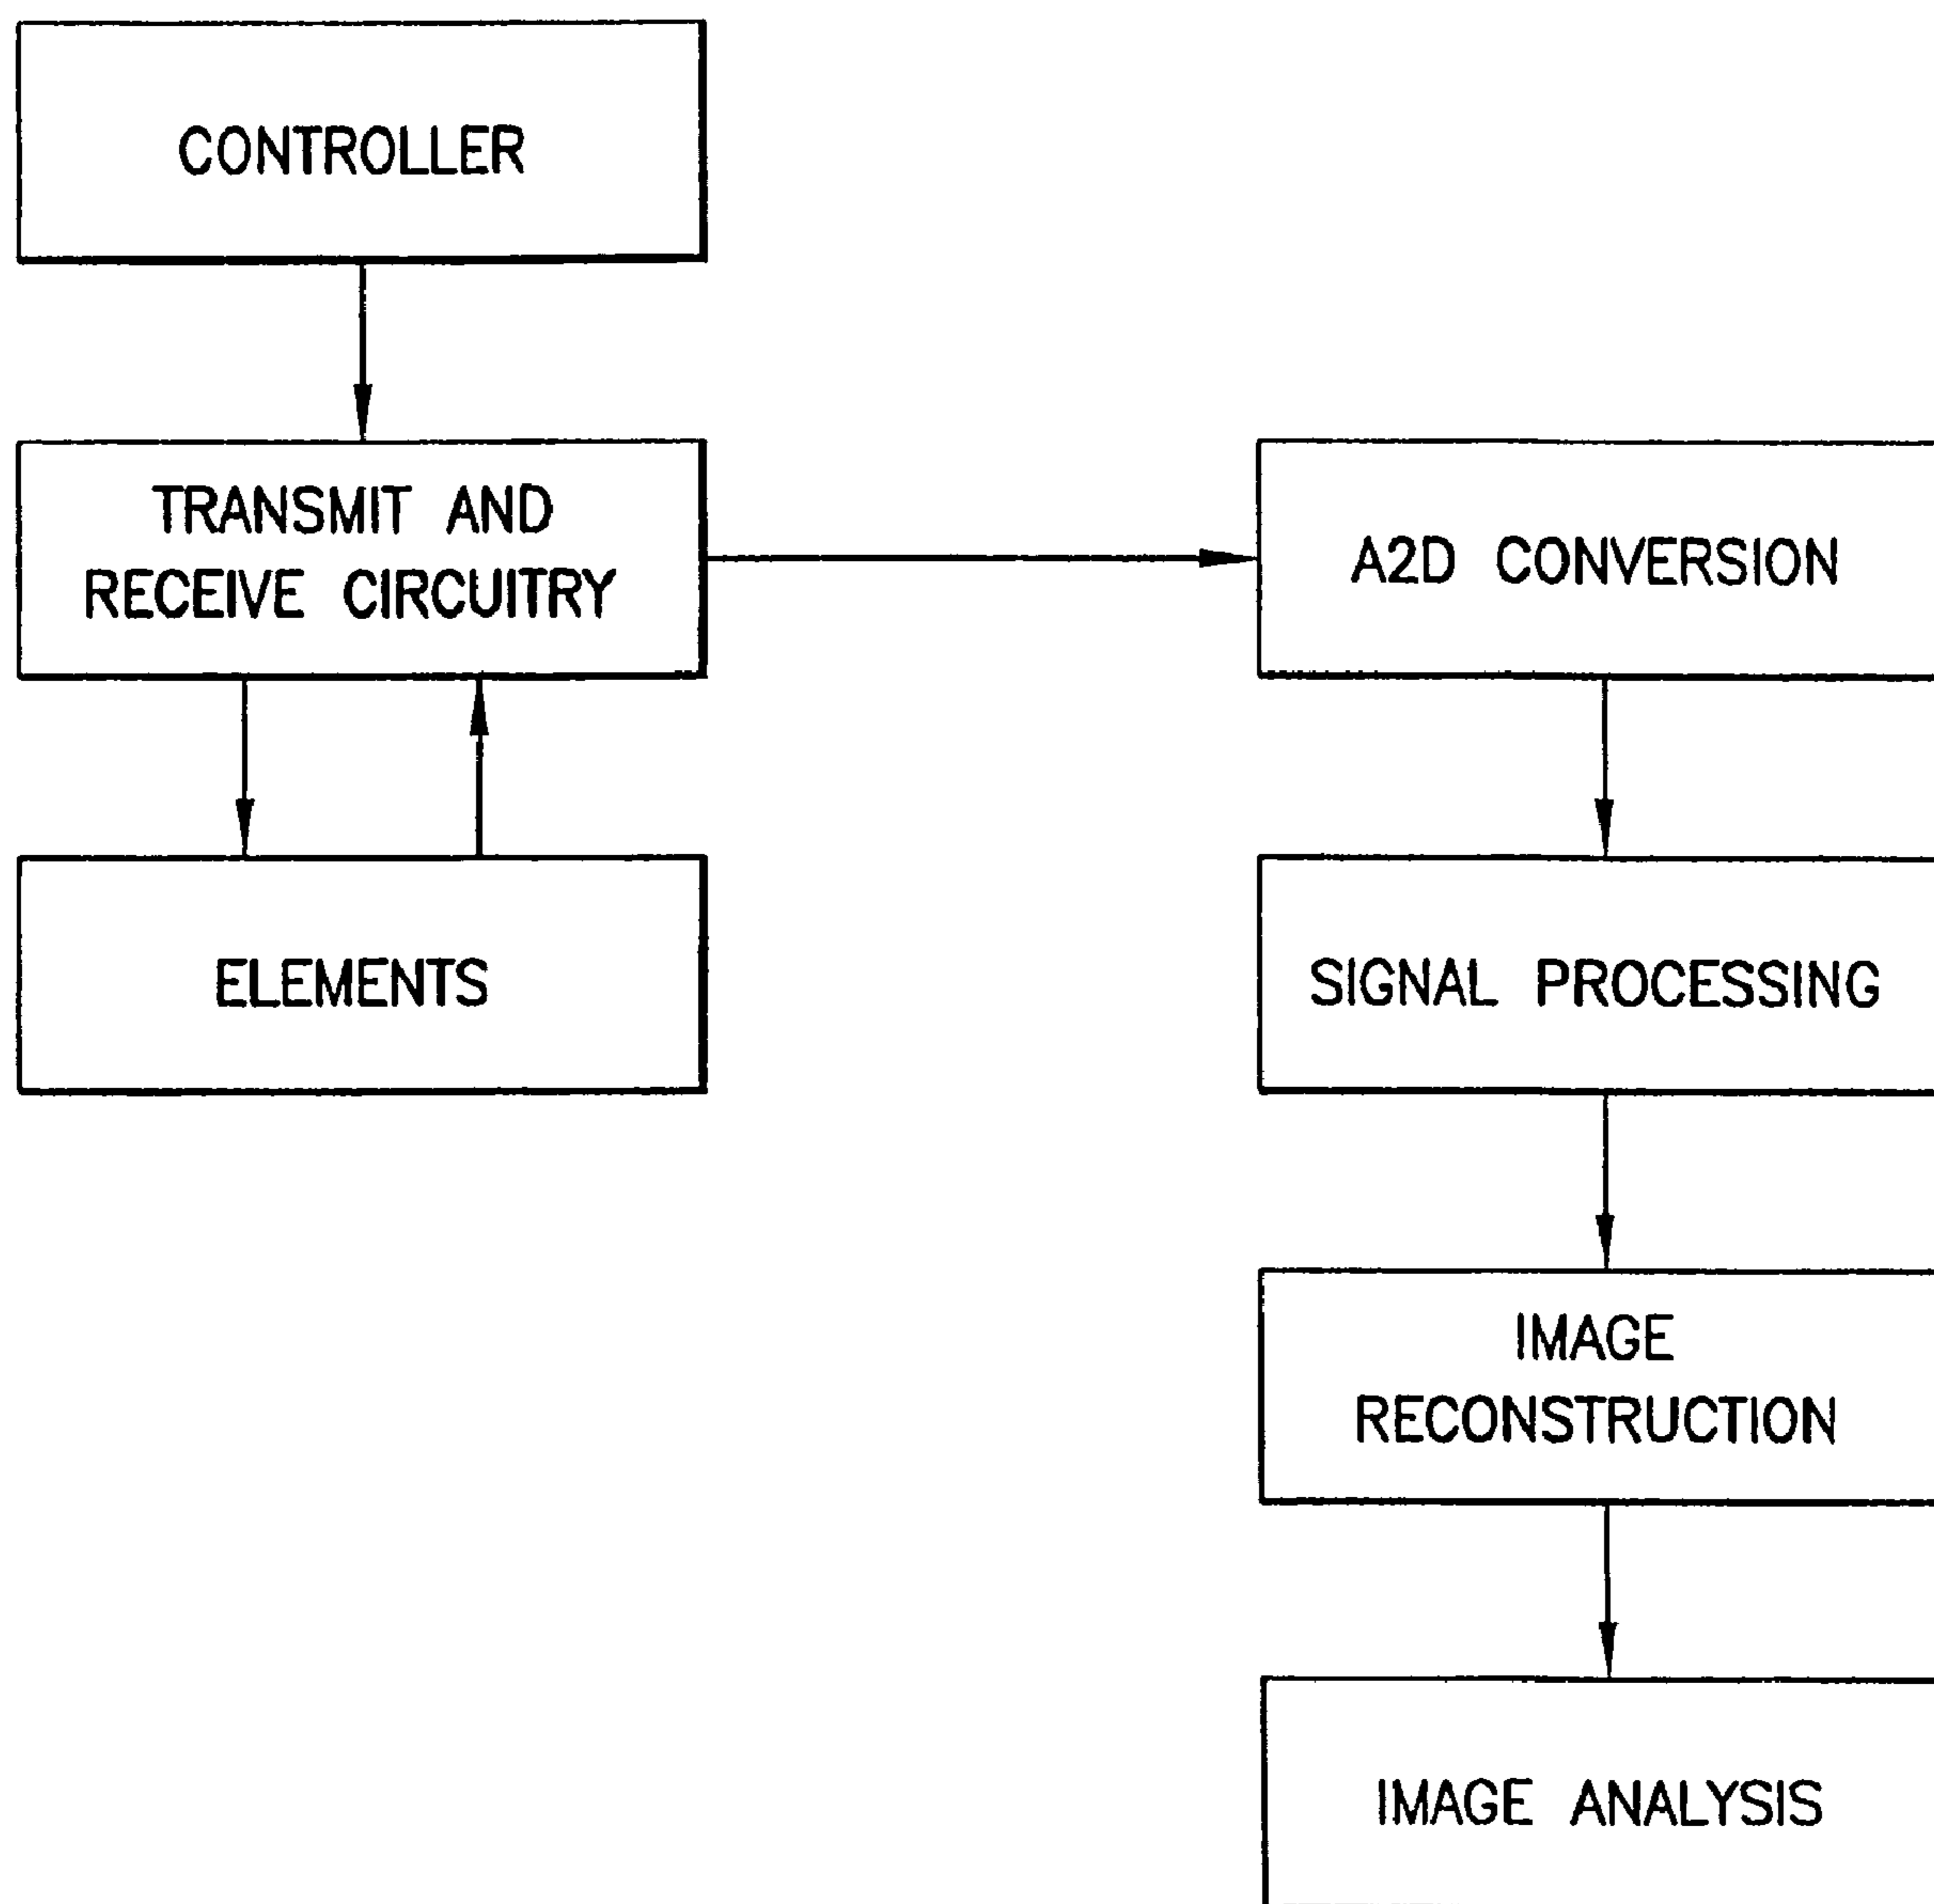 CONTROLLER
TRANSMIT AND
RECEIVE CIRCUITRY
A2D CONVERSION
ELEMENTS
SIGNAL PROCESSING
IMAGE
RECONSTRUCTION
IMAGE ANALYSIS